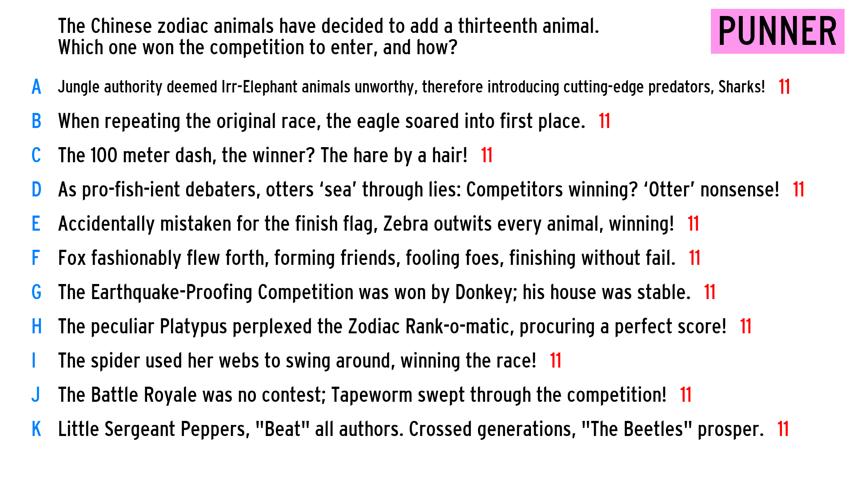 The Chinese zodiac animals have decided to add a thirteenth animal.
Which one won the competition to enter, and how?
PUNNER
A Jungle authority deemed Irr-Elephant animals unworthy, therefore introducing cutting-edge predators, Sharks! 11
B When repeating the original race, the eagle soared into first place. 11
C The 100 meter dash, the winner? The hare by a hair! 11
D As pro-fish-ient debaters, otters ‘sea’ through lies: Competitors winning? ‘Otter’ nonsense! 11
E Accidentally mistaken for the finish flag, Zebra outwits every animal, winning! 11
F Fox fashionably flew forth, forming friends, fooling foes, finishing without fail. 11
G The Earthquake-Proofing Competition was won by Donkey; his house was stable. 11
H The peculiar Platypus perplexed the Zodiac Rank-o-matic, procuring a perfect score! 11
I The spider used her webs to swing around, winning the race! 11
J The Battle Royale was no contest; Tapeworm swept through the competition! 11
K Little Sergeant Peppers, "Beat" all authors. Crossed generations, "The Beetles" prosper. 11